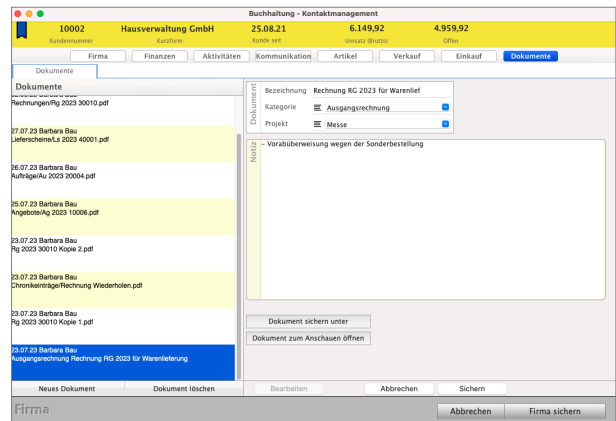 Buchhaltung - Kontaktmanagement
10002 Hausverwaltung GmbH 25.08.21 6.149,92 4.959,92
Kundennummer Kurzform Kunde seit Umsatz (Brutto) Offen
Firma Finanzen Aktivitäten Kommunikation Artikel Verkauf Einkauf Dokumente
Dokumente
Dokumente
Rechnungen/Rg 2023 30010.pdf
27.07.23 Barbara Bau
Lieferscheine/Ls 2023 40001.pdf
26.07.23 Barbara Bau
Aufträge/Au 2023 20004.pdf
25.07.23 Barbara Bau
Angebote/Ag 2023 10006.pdf
23.07.23 Barbara Bau
Rg 2023 30010 Kopie 2.pdf
23.07.23 Barbara Bau
Chronikeinträge/Rechnung Wiederholen.pdf
23.07.23 Barbara Bau
Rg 2023 30010 Kopie 1.pdf
23.07.23 Barbara Bau
Ausgangsrechnung Rechnung RG 2023 für Warenlieferung
Neues Dokument Dokument löschen
Dokument
Bezeichnung Rechnung RG 2023 für Warenlief
Kategorie Ausgangsrechnung
Projekt Messe
Notiz
- Vorabüberweisung wegen der Sonderbestellung
Dokument sichern unter
Dokument zum Anschauen öffnen
Bearbeiten Abbrechen Sichern
Firma Abbrechen Firma sichern